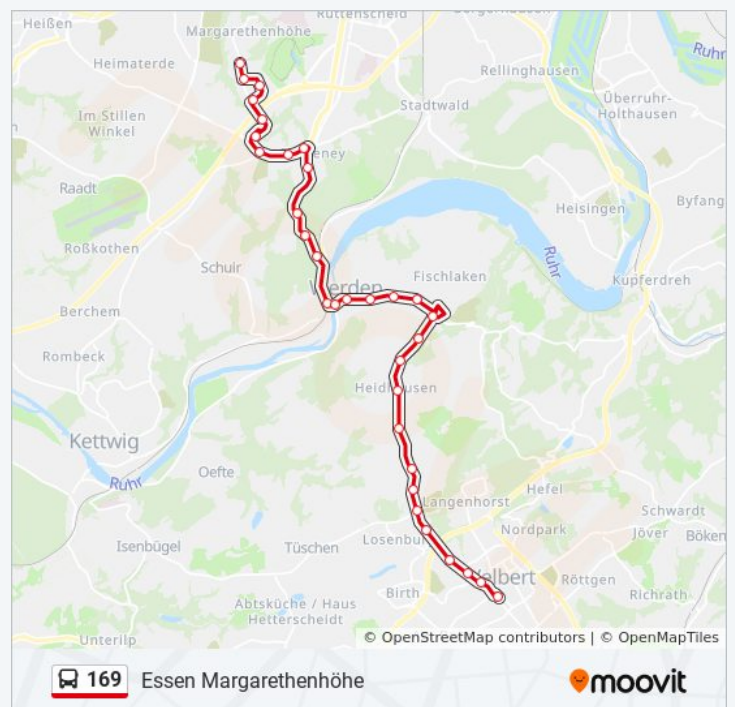 Heißen
Rüttenscheid
Margarethenhöhe
Heimaterde
Rellinghausen
Ruhr
Überruhr-
Holthausen
Stadtwald
Im Stillen
Winkel
Raadt
Heisingen
Byfang
Roßkothen
Schuir
Fischlaken
Ruhr
Kupferdreh
Werden
Berchem
Rombeck
Heidhausen
Kettwig
Oefte
Ruhr
Hefel
Langenhorst
Schwardt
Nordpark
Jöver
Isenbügel
Tüschen
Velbert
Röttgen
Birth
Richrath
Abtsküche / Haus
Hetterscheidt
Unterilp
© OpenStreetMap contributors | © OpenMapTiles
169 Essen Margarethenhöhe
moovit